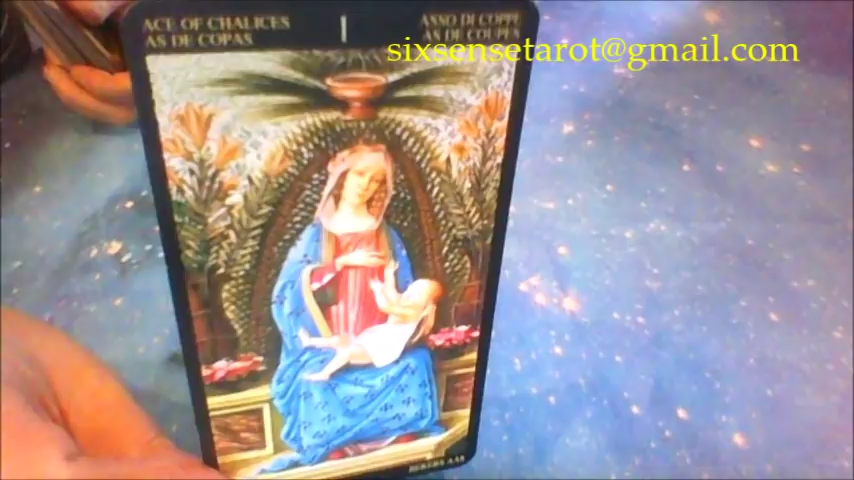 ACE OF CHALICES
AS DE COPAS
I
ASSO DI COPPE
AS DE COUPES
sixsensetarot@gmail.com